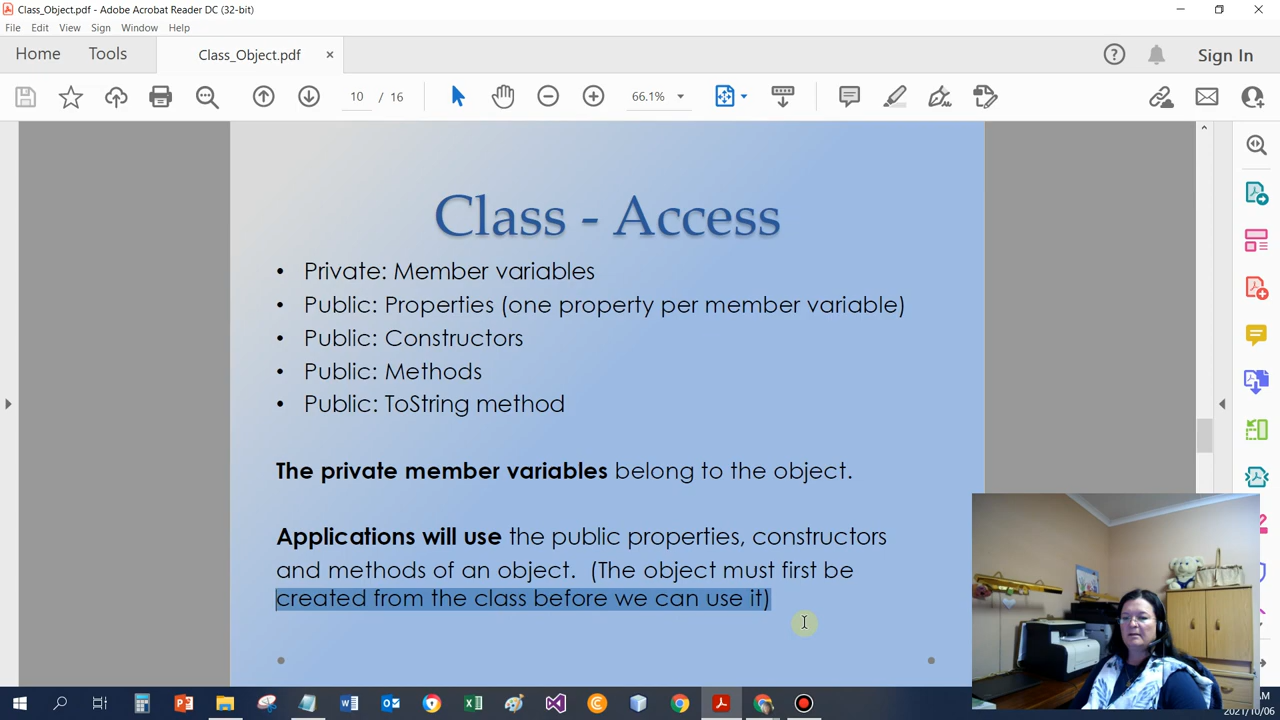 Class_Object.pdf - Adobe Acrobat Reader DC (32-bit)
File Edit View Sign Window Help
Home Tools Class_Object.pdf × Sign In
10 / 16 66.1%
Class - Access
• Private: Member variables
• Public: Properties (one property per member variable)
• Public: Constructors
• Public: Methods
• Public: ToString method
The private member variables belong to the object.
Applications will use the public properties, constructors
and methods of an object. (The object must first be
created from the class before we can use it)
2021/10/06